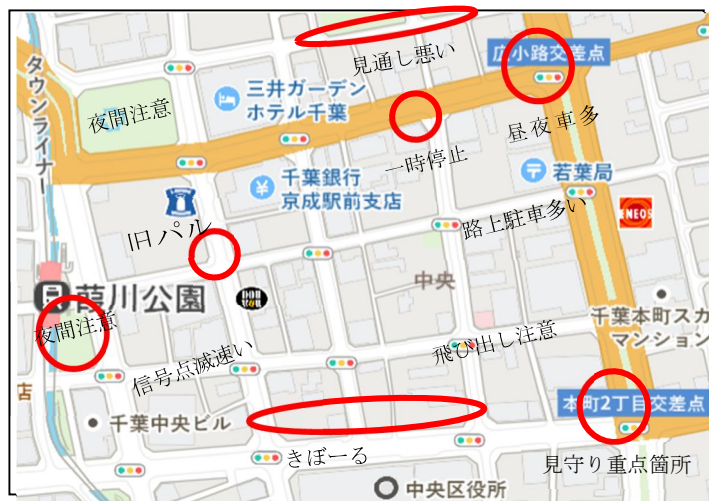 見通し悪い
広小路交差点
タウンライナー
三井ガーデン
ホテル千葉
夜間注意
昼夜車多
一時停止
千葉銀行
京成駅前支店
若葉局
ENEOS
旧パル
路上駐車多い
中央
葭川公園
DOUTOR
千葉本町スカ
マンション
夜間注意
飛び出し注意
信号点滅速い
店
本町2丁目交差点
千葉中央ビル
きぼーる
見守り重点箇所
中央区役所